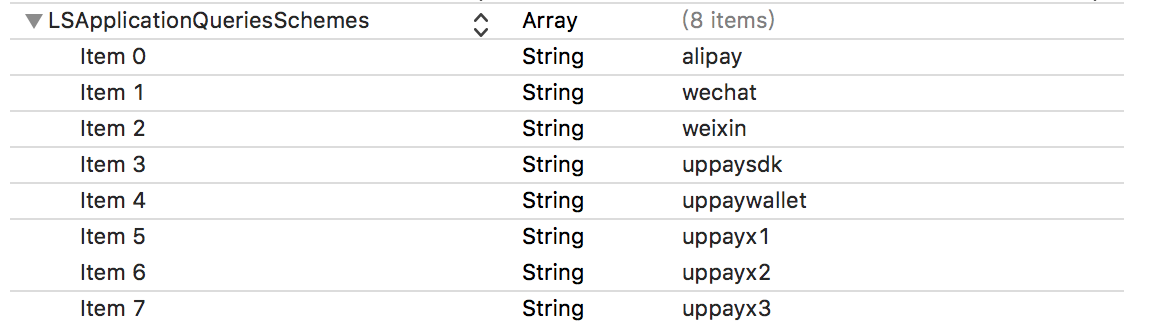 LSApplicationQueriesSchemes Array (8 items)
Item 0 String alipay
Item 1 String wechat
Item 2 String weixin
Item 3 String uppaysdk
Item 4 String uppaywallet
Item 5 String uppayx1
Item 6 String uppayx2
Item 7 String uppayx3